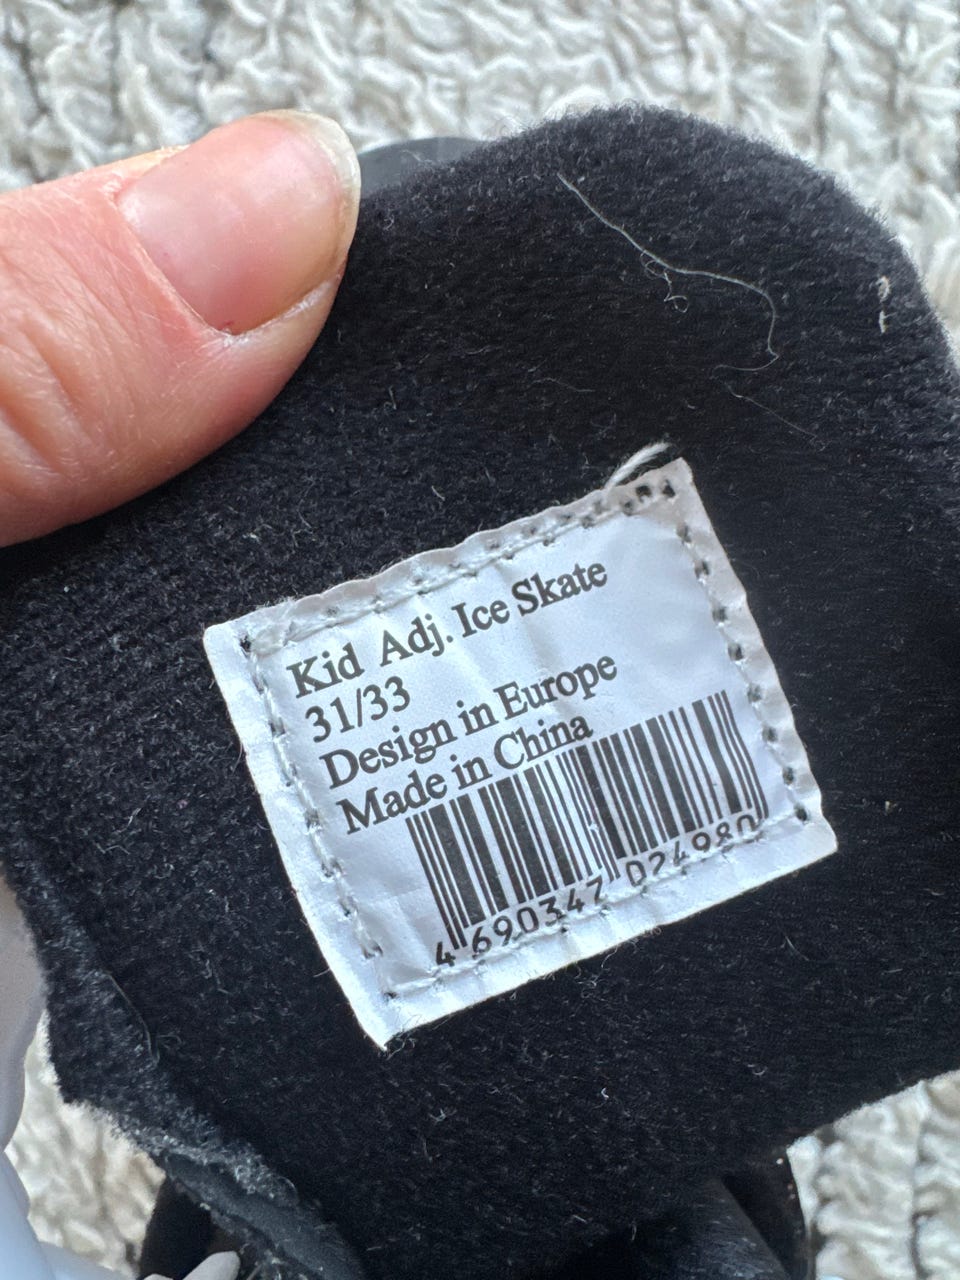 Kid Adj. Ice Skate
31/33
Design in Europe
Made in China
4 690347 024980